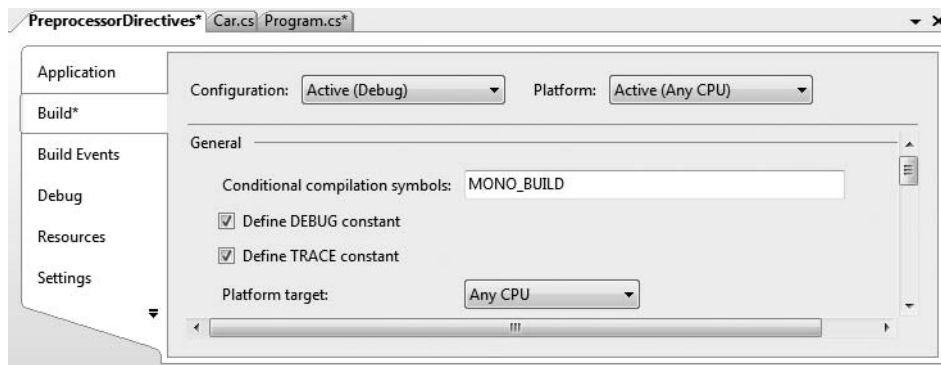 PreprocessorDirectives* Car.cs Program.cs*
Application
Build*
Build Events
Debug
Resources
Settings
Configuration: Active (Debug) Platform: Active (Any CPU)
General
Conditional compilation symbols: MONO_BUILD
Define DEBUG constant
Define TRACE constant
Platform target: Any CPU